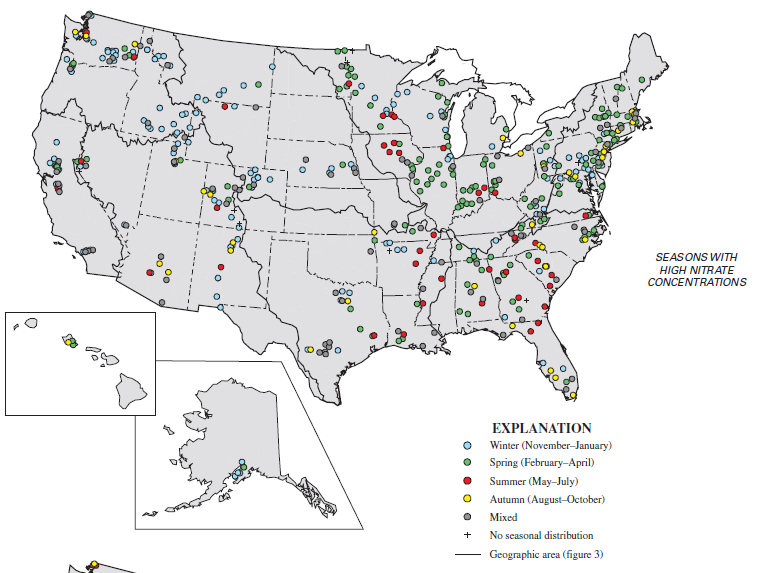 SEASONS WITH
HIGH NITRATE
CONCENTRATIONS
EXPLANATION
Winter (November–January)
Spring (February–April)
Summer (May–July)
Autumn (August–October)
Mixed
No seasonal distribution
Geographic area (figure 3)